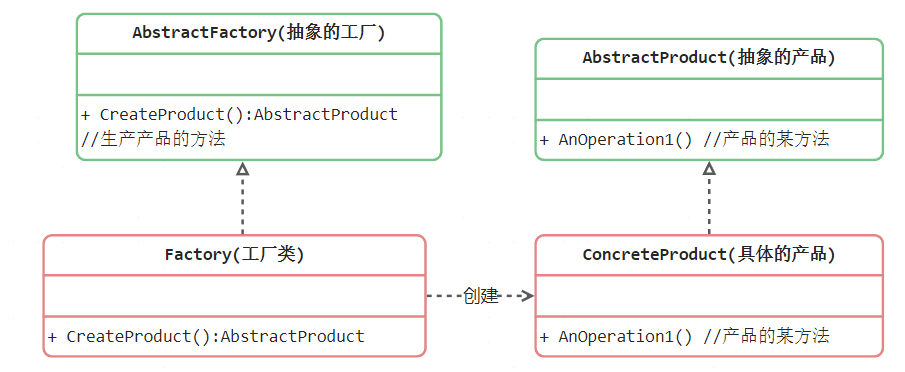 AbstractFactory(抽象的工厂)
+ CreateProduct():AbstractProduct
//生产产品的方法
AbstractProduct(抽象的产品)
+ AnOperation1() //产品的某方法
Factory(工厂类)
+ CreateProduct():AbstractProduct
创建
ConcreteProduct(具体的产品)
+ AnOperation1() //产品的某方法